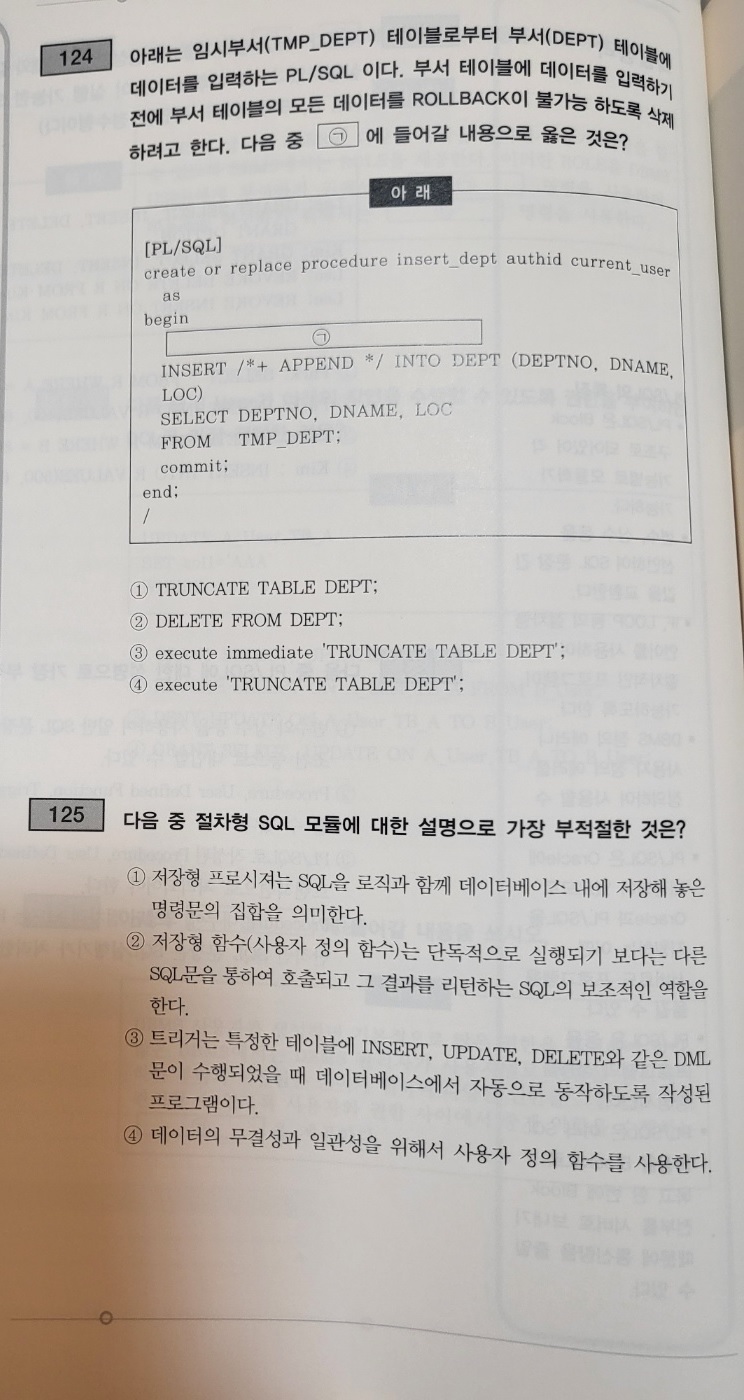 124 아래는 임시부서(TMP_DEPT) 테이블로부터 부서(DEPT) 테이블에
데이터를 입력하는 PL/SQL 이다. 부서 테이블에 데이터를 입력하기
전에 부서 테이블의 모든 데이터를 ROLLBACK이 불가능 하도록 삭제
하려고 한다. 다음 중 ㉠ 에 들어갈 내용으로 옳은 것은?
아 래
[PL/SQL]
create or replace procedure insert_dept authid current_user
as
begin
㉠
INSERT /*+ APPEND */ INTO DEPT (DEPTNO, DNAME,
LOC)
SELECT DEPTNO, DNAME, LOC
FROM TMP_DEPT;
commit;
end;
/
① TRUNCATE TABLE DEPT;
② DELETE FROM DEPT;
③ execute immediate 'TRUNCATE TABLE DEPT';
④ execute 'TRUNCATE TABLE DEPT';
125 다음 중 절차형 SQL 모듈에 대한 설명으로 가장 부적절한 것은?
① 저장형 프로시져는 SQL을 로직과 함께 데이터베이스 내에 저장해 놓은
명령문의 집합을 의미한다.
② 저장형 함수(사용자 정의 함수)는 단독적으로 실행되기 보다는 다른
SQL문을 통하여 호출되고 그 결과를 리턴하는 SQL의 보조적인 역할을
한다.
③ 트리거는 특정한 테이블에 INSERT, UPDATE, DELETE와 같은 DML
문이 수행되었을 때 데이터베이스에서 자동으로 동작하도록 작성된
프로그램이다.
④ 데이터의 무결성과 일관성을 위해서 사용자 정의 함수를 사용한다.